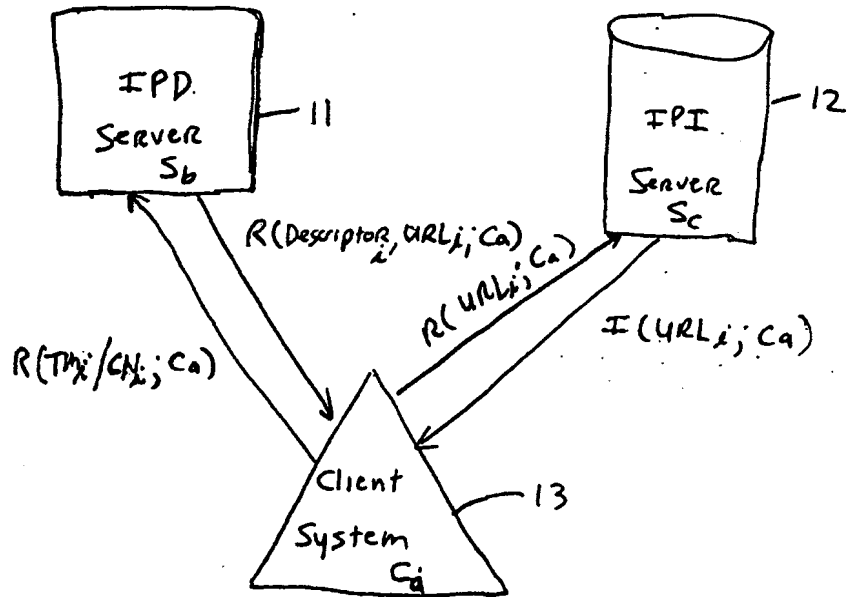 IPD.
Server
Sb
11
IPI
Server
Sc
12
R(Descriptori, URLi; Ca)
R(URLi; Ca)
I(URLi; Ca)
R(TMi/CNi; Ca)
Client
System
Ca
13